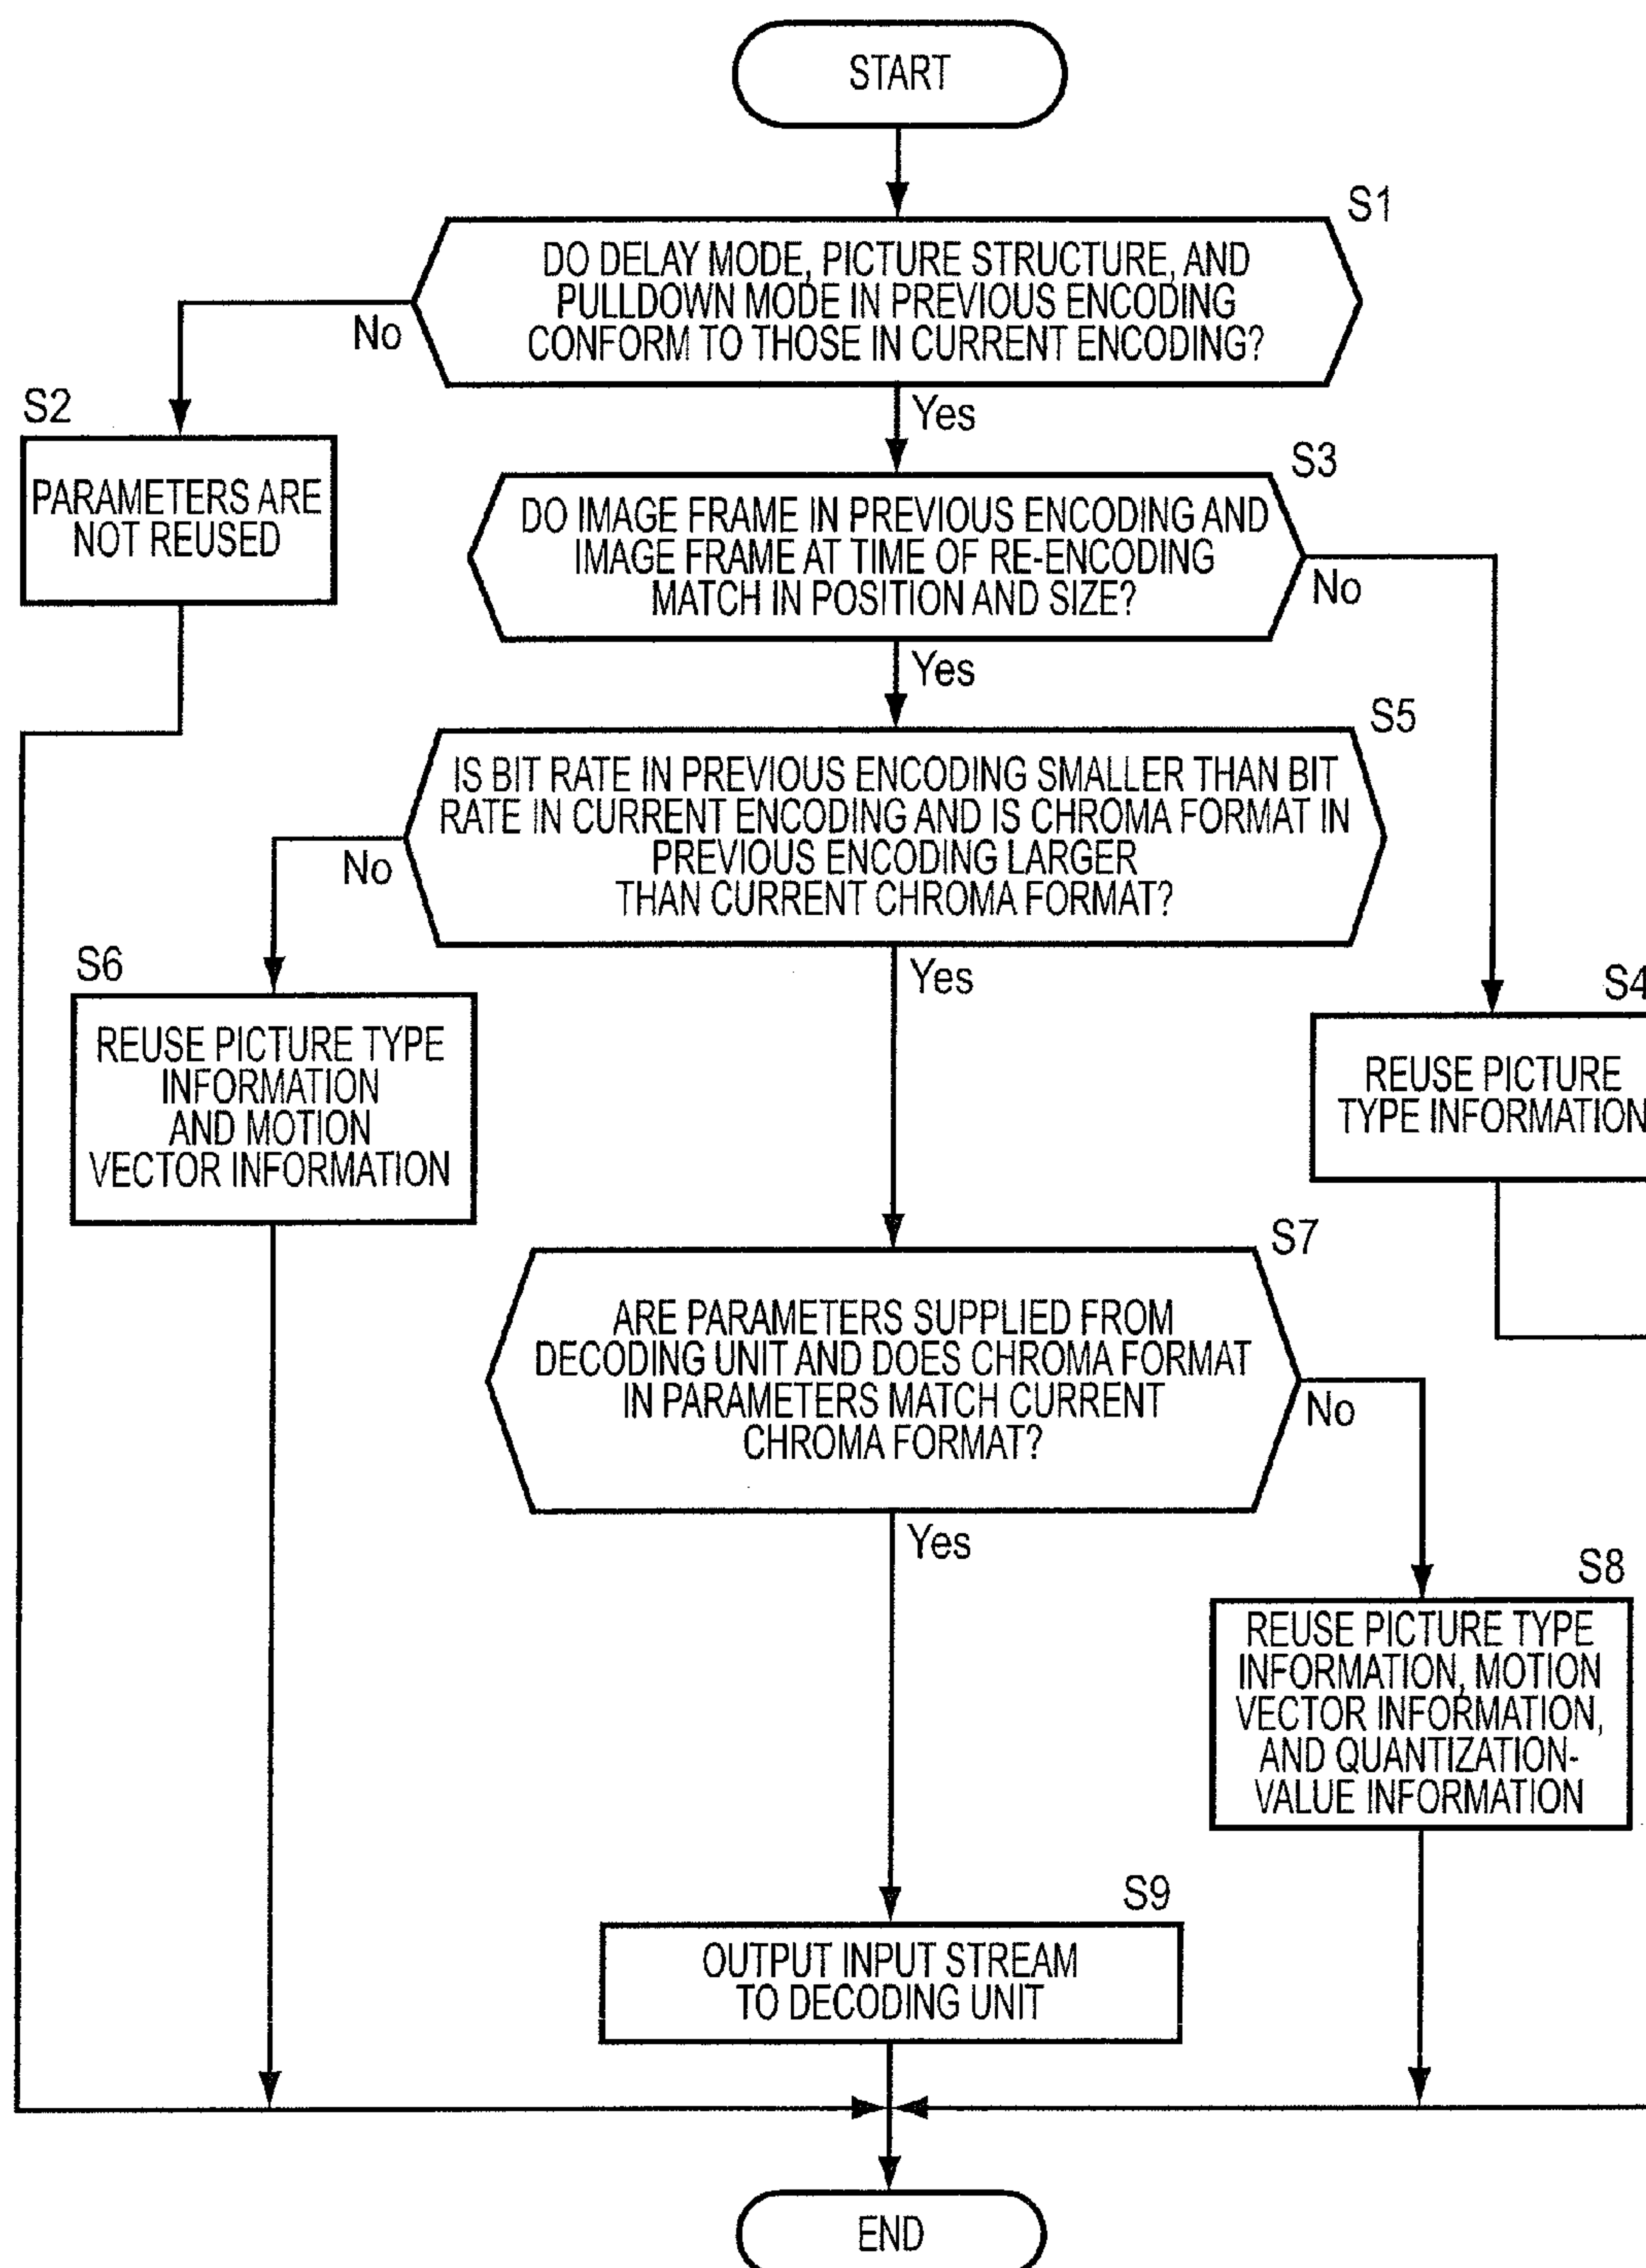 START
S1
DO DELAY MODE, PICTURE STRUCTURE, AND
PULLDOWN MODE IN PREVIOUS ENCODING
CONFORM TO THOSE IN CURRENT ENCODING?
No
Yes
S2
PARAMETERS ARE
NOT REUSED
S3
DO IMAGE FRAME IN PREVIOUS ENCODING AND
IMAGE FRAME AT TIME OF RE-ENCODING
MATCH IN POSITION AND SIZE?
No
Yes
S5
IS BIT RATE IN PREVIOUS ENCODING SMALLER THAN BIT
RATE IN CURRENT ENCODING AND IS CHROMA FORMAT IN
PREVIOUS ENCODING LARGER
THAN CURRENT CHROMA FORMAT?
No
Yes
S6
REUSE PICTURE TYPE
INFORMATION
AND MOTION
VECTOR INFORMATION
S4
REUSE PICTURE
TYPE INFORMATION
S7
ARE PARAMETERS SUPPLIED FROM
DECODING UNIT AND DOES CHROMA FORMAT
IN PARAMETERS MATCH CURRENT
CHROMA FORMAT?
No
Yes
S8
REUSE PICTURE TYPE
INFORMATION, MOTION
VECTOR INFORMATION,
AND QUANTIZATION-
VALUE INFORMATION
S9
OUTPUT INPUT STREAM
TO DECODING UNIT
END